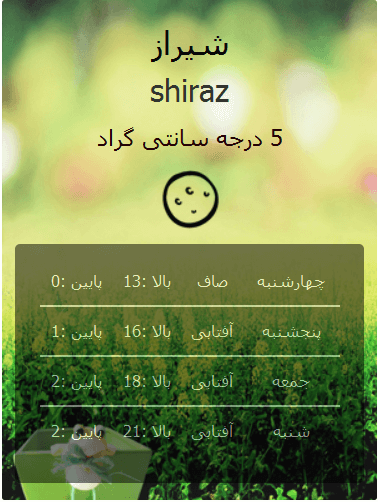 شیراز
shiraz
5 درجه سانتی گراد
چهارشنبه صاف بالا :13 پایین :0
پنجشنبه آفتابی بالا :16 پایین :1
جمعه آفتابی بالا :18 پایین :2
شنبه آفتابی بالا :21 پایین :2